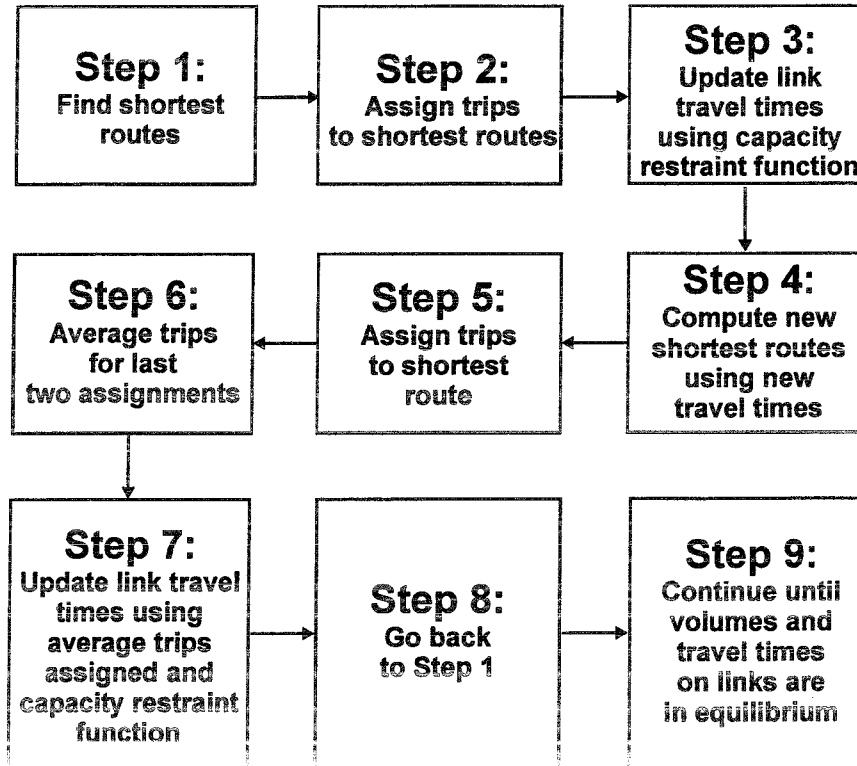 Step 1:
Find shortest
routes
Step 2:
Assign trips
to shortest routes
Step 3:
Update link
travel times
using capacity
restraint function
Step 4:
Compute new
shortest routes
using new
travel times
Step 5:
Assign trips
to shortest
route
Step 6:
Average trips
for last
two assignments
Step 7:
Update link travel
times using
average trips
assigned and
capacity restraint
function
Step 8:
Go back
to Step 1
Step 9:
Continue until
volumes and
travel times
on links are
in equilibrium